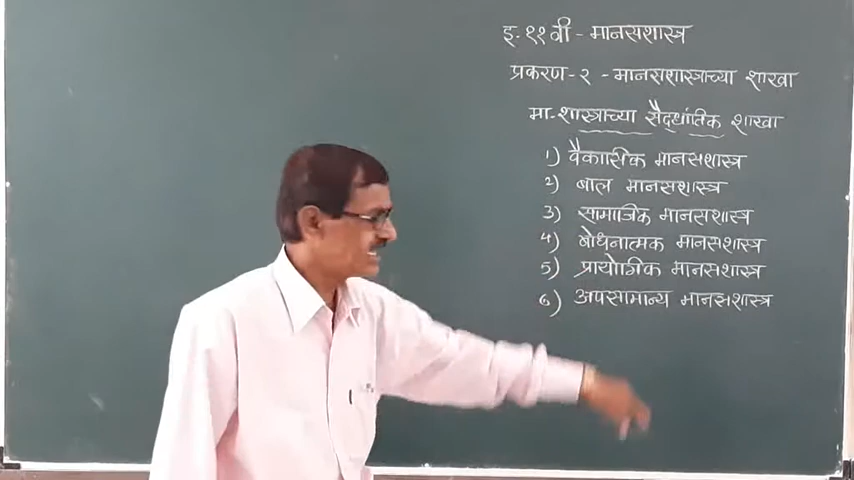 इ. ११ वी - मानसशास्त्र
प्रकरण - २ - मानसशास्त्राच्या शाखा
मा. शास्त्राच्या सैद्धांतिक शाखा
1) वैकासिक मानसशास्त्र
2) बाल मानसशास्त्र
3) सामाजिक मानसशास्त्र
4) बोधनात्मक मानसशास्त्र
5) प्रायोगिक मानसशास्त्र
6) अपसामान्य मानसशास्त्र